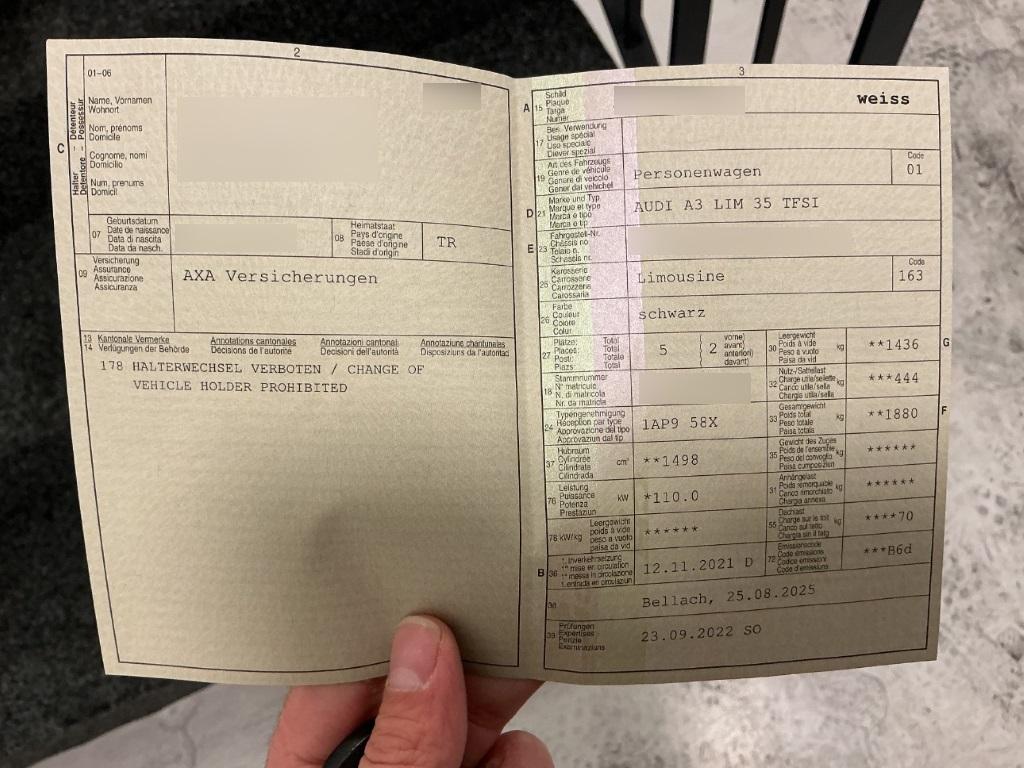 2
01-06
C
Halter – Détenteur
Detentore – Possessur
Name, Vornamen
Wohnort
Nom, prénoms
Domicile
Cognome, nomi
Domicilio
Num, prenums
Domicil
07
Geburtsdatum
Date de naissance
Data di nascita
Data da nasch.
08
Heimatstaat
Pays d'origine
Paese d'origine
Stadi d'origin
TR
09
Versicherung
Assurance
Assicurazione
Assicuranza
AXA Versicherungen
13 Kantonale Vermerke Annotations cantonales Annotazioni cantonali Annotaziuns chantunalas
14 Verfügungen der Behörde Décisions de l'autorité Decisioni dell'autorità Disposiziuns da l'autoritad
178 HALTERWECHSEL VERBOTEN / CHANGE OF
VEHICLE HOLDER PROHIBITED
3
A
15
Schild
Plaque
Targa
Numer
weiss
17
Bes. Verwendung
Usage spécial
Uso speciale
Diever spezial
19
Art des Fahrzeugs
Genre de véhicule
Genere di veicolo
Gener dal vehichel
Personenwagen
Code
01
D
21
Marke und Typ
Marque et type
Marca e tipo
Marca e tip
AUDI A3 LIM 35 TFSI
E
23
Fahrgestell-Nr.
Châssis no
Telaio n.
Schassis nr.
25
Karosserie
Carrosserie
Carrozzeria
Carossaria
Limousine
Code
163
26
Farbe
Couleur
Colore
Colur
schwarz
27
Plätze: Total
Places: Total
Posti: Totale
Plazs: Total
5
2
vorne)
avant)
anteriori)
davant)
30
Leergewicht
Poids à vide
Peso a vuoto
Paisa da vid
kg
**1436
G
18
Stammnummer
N° matricule
N. di matricola
Nr. da matricla
32
Nutz-/Sattellast
Charge utile/sellette
Carico utile/sella
Chargia utila/sella
kg
***444
24
Typengenehmigung
Réception par type
Approvazione del tipo
Approvaziun dal tip
1AP9 58X
33
Gesamtgewicht
Poids total
Peso totale
Paisa totala
kg
**1880
F
37
Hubraum
Cylindrée
Cilindrata
Cilindrada
cm³
**1498
35
Gewicht des Zuges
Poids de l'ensemble
Peso del convoglio
Paisa cumposiziun
kg
******
76
Leistung
Puissance
Potenza
Prestaziun
kW
*110.0
31
Anhängelast
Poids remorquable
Carico rimorchiato
Chargia annexa
kg
******
78 kW/kg
Leergewicht
poids à vide
peso a vuoto
paisa da vid
******
55
Dachlast
Charge sur le toit
Carico sul tetto
Chargia sin il tetg
kg
****70
B
36
1. Inverkehrsetzung
1re mise en circulation
1a messa in circolazione
1. entrada en circulaziun
12.11.2021 D
72
Emissionscode
Code émissions
Codice emissioni
Code d'emissiuns
***B6d
38
Bellach, 25.08.2025
39
Prüfungen
Expertises
Perizie
Examinaziuns
23.09.2022 SO